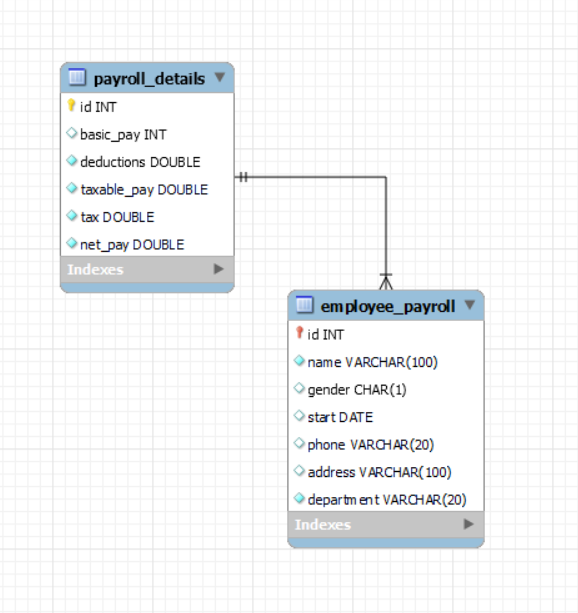 payroll_details
id INT
basic_pay INT
deductions DOUBLE
taxable_pay DOUBLE
tax DOUBLE
net_pay DOUBLE
Indexes
employee_payroll
id INT
name VARCHAR(100)
gender CHAR(1)
start DATE
phone VARCHAR(20)
address VARCHAR(100)
department VARCHAR(20)
Indexes